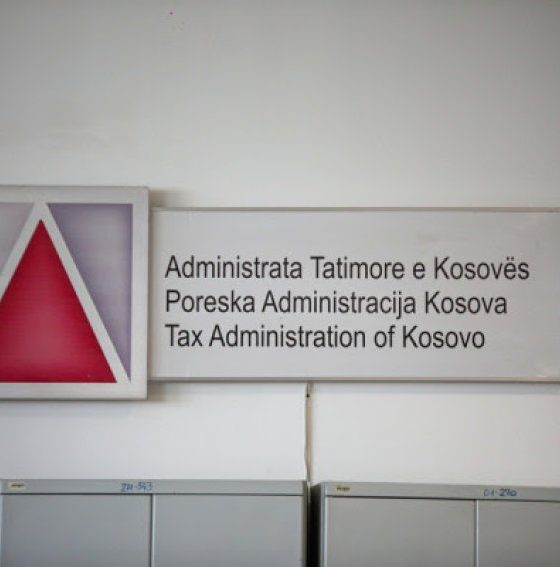 Administrata Tatimore e Kosovës
Poreska Administracija Kosova
Tax Administration of Kosovo